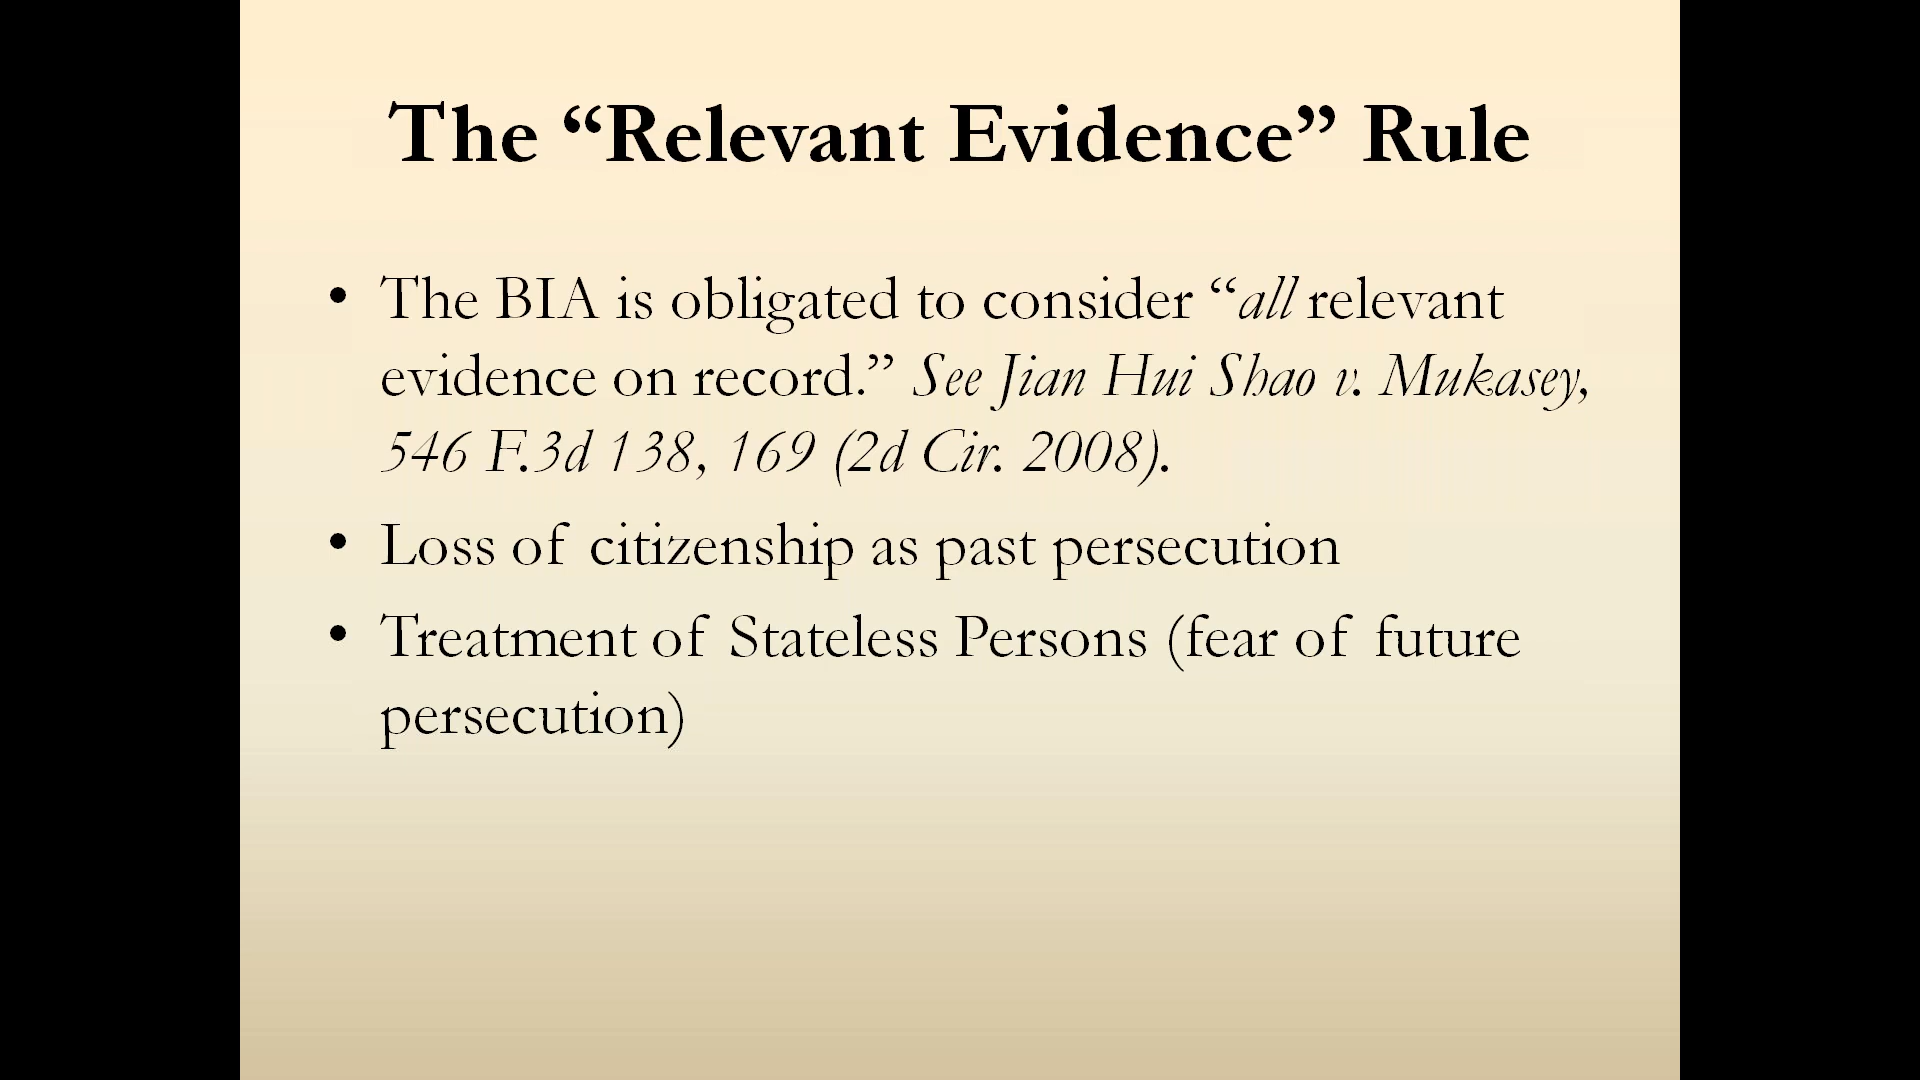 The “Relevant Evidence” Rule
• The BIA is obligated to consider “all relevant
evidence on record.” See Jian Hui Shao v. Mukasey,
546 F.3d 138, 169 (2d Cir. 2008).
• Loss of citizenship as past persecution
• Treatment of Stateless Persons (fear of future
persecution)